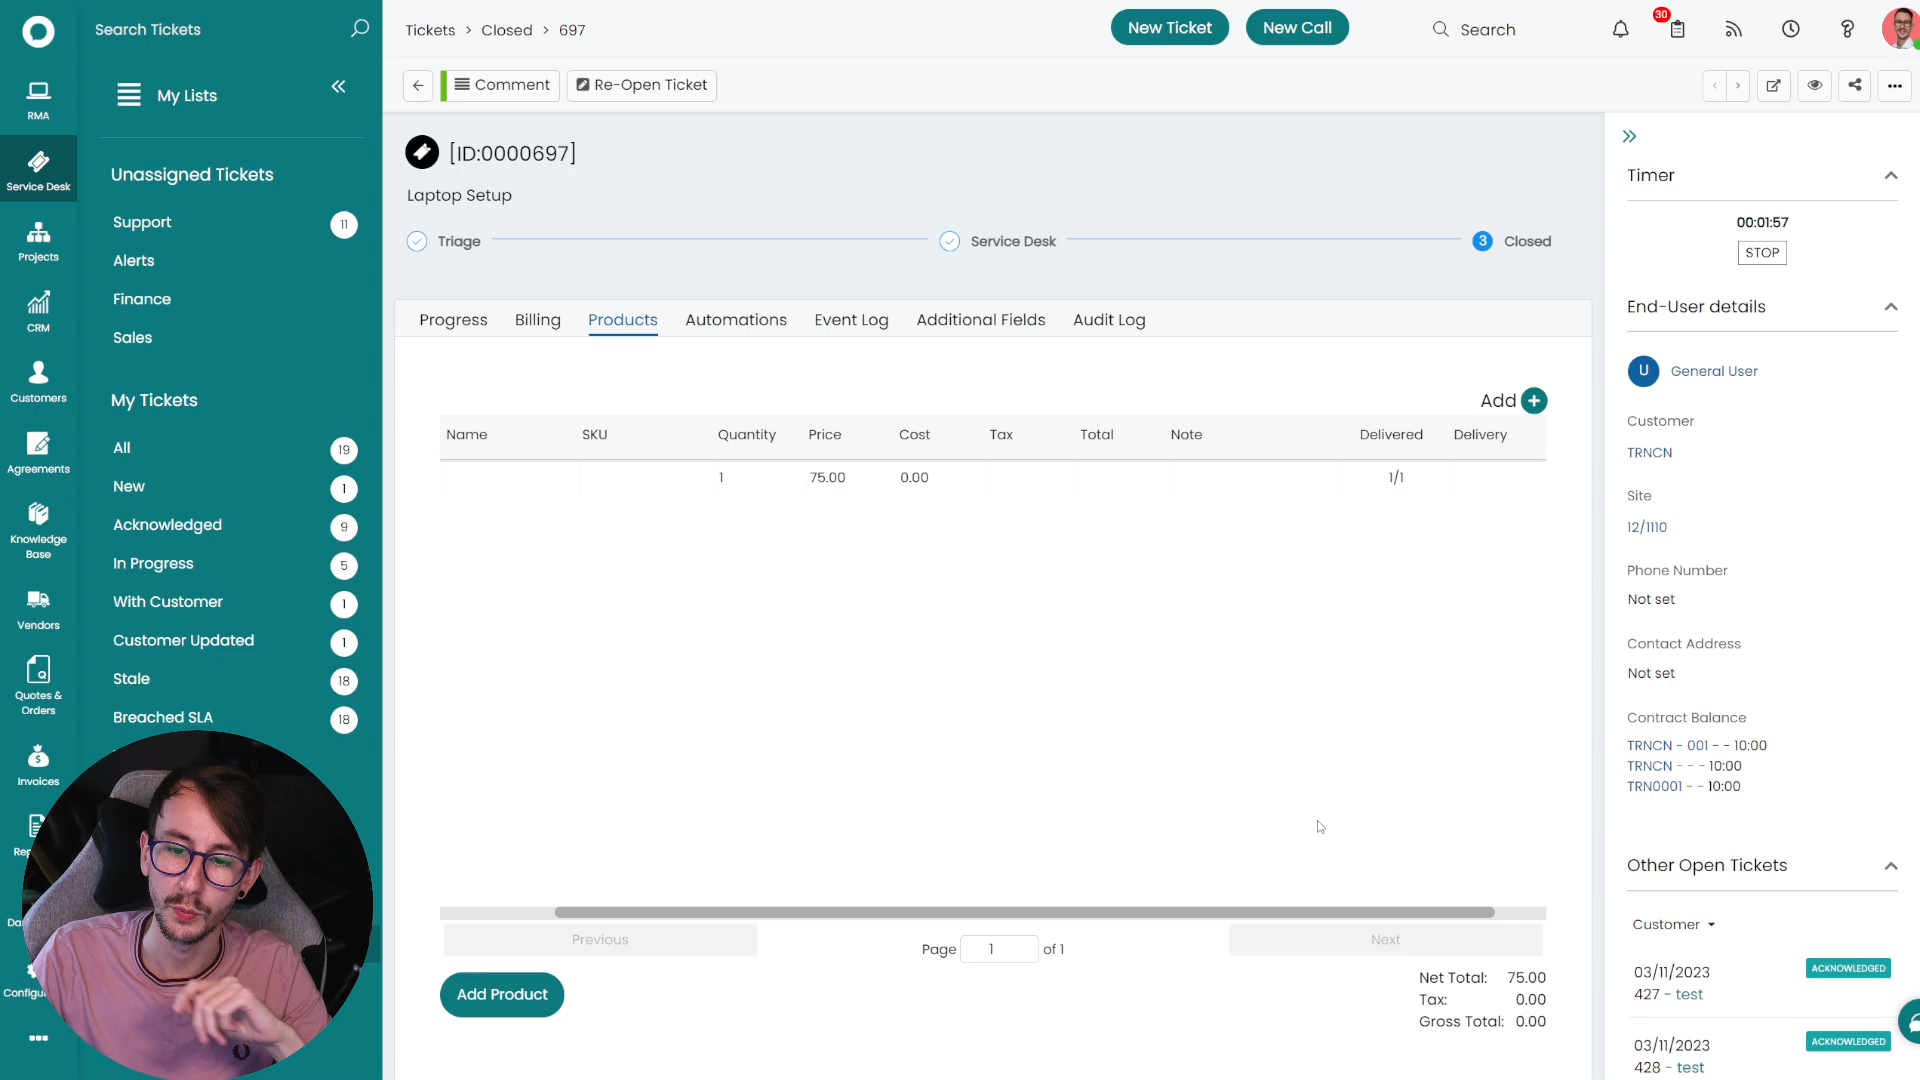 Search Tickets
Tickets > Closed > 697
New Ticket
New Call
Search
30
My Lists
Comment
Re-Open Ticket
RMA
Service Desk
Projects
CRM
Customers
Agreements
Knowledge
Base
Vendors
Quotes &
Orders
Invoices
Unassigned Tickets
Support 11
Alerts
Finance
Sales
My Tickets
All 19
New 1
Acknowledged 9
In Progress 5
With Customer 1
Customer Updated 1
Stale 18
Breached SLA 18
[ID:0000697]
Laptop Setup
Triage
Service Desk
3 Closed
Progress Billing Products Automations Event Log Additional Fields Audit Log
Add
Name SKU Quantity Price Cost Tax Total Note Delivered Delivery
1 75.00 0.00 1/1
Previous
Page 1 of 1
Next
Add Product
Net Total: 75.00
Tax: 0.00
Gross Total: 0.00
Timer
00:01:57
STOP
End-User details
U General User
Customer
TRNCN
Site
12/1110
Phone Number
Not set
Contact Address
Not set
Contract Balance
TRNCN - 001 - - 10:00
TRNCN - - - 10:00
TRN0001 - - 10:00
Other Open Tickets
Customer
03/11/2023 ACKNOWLEDGED
427 - test
03/11/2023 ACKNOWLEDGED
428 - test